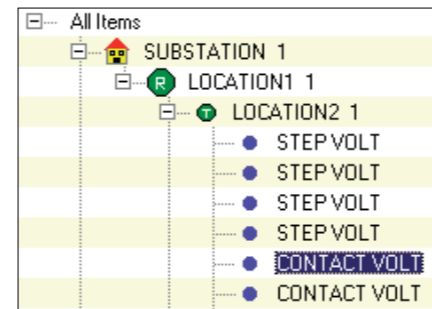 All Items
SUBSTATION 1
R LOCATION1 1
T LOCATION2 1
STEP VOLT
STEP VOLT
STEP VOLT
STEP VOLT
CONTACT VOLT
CONTACT VOLT